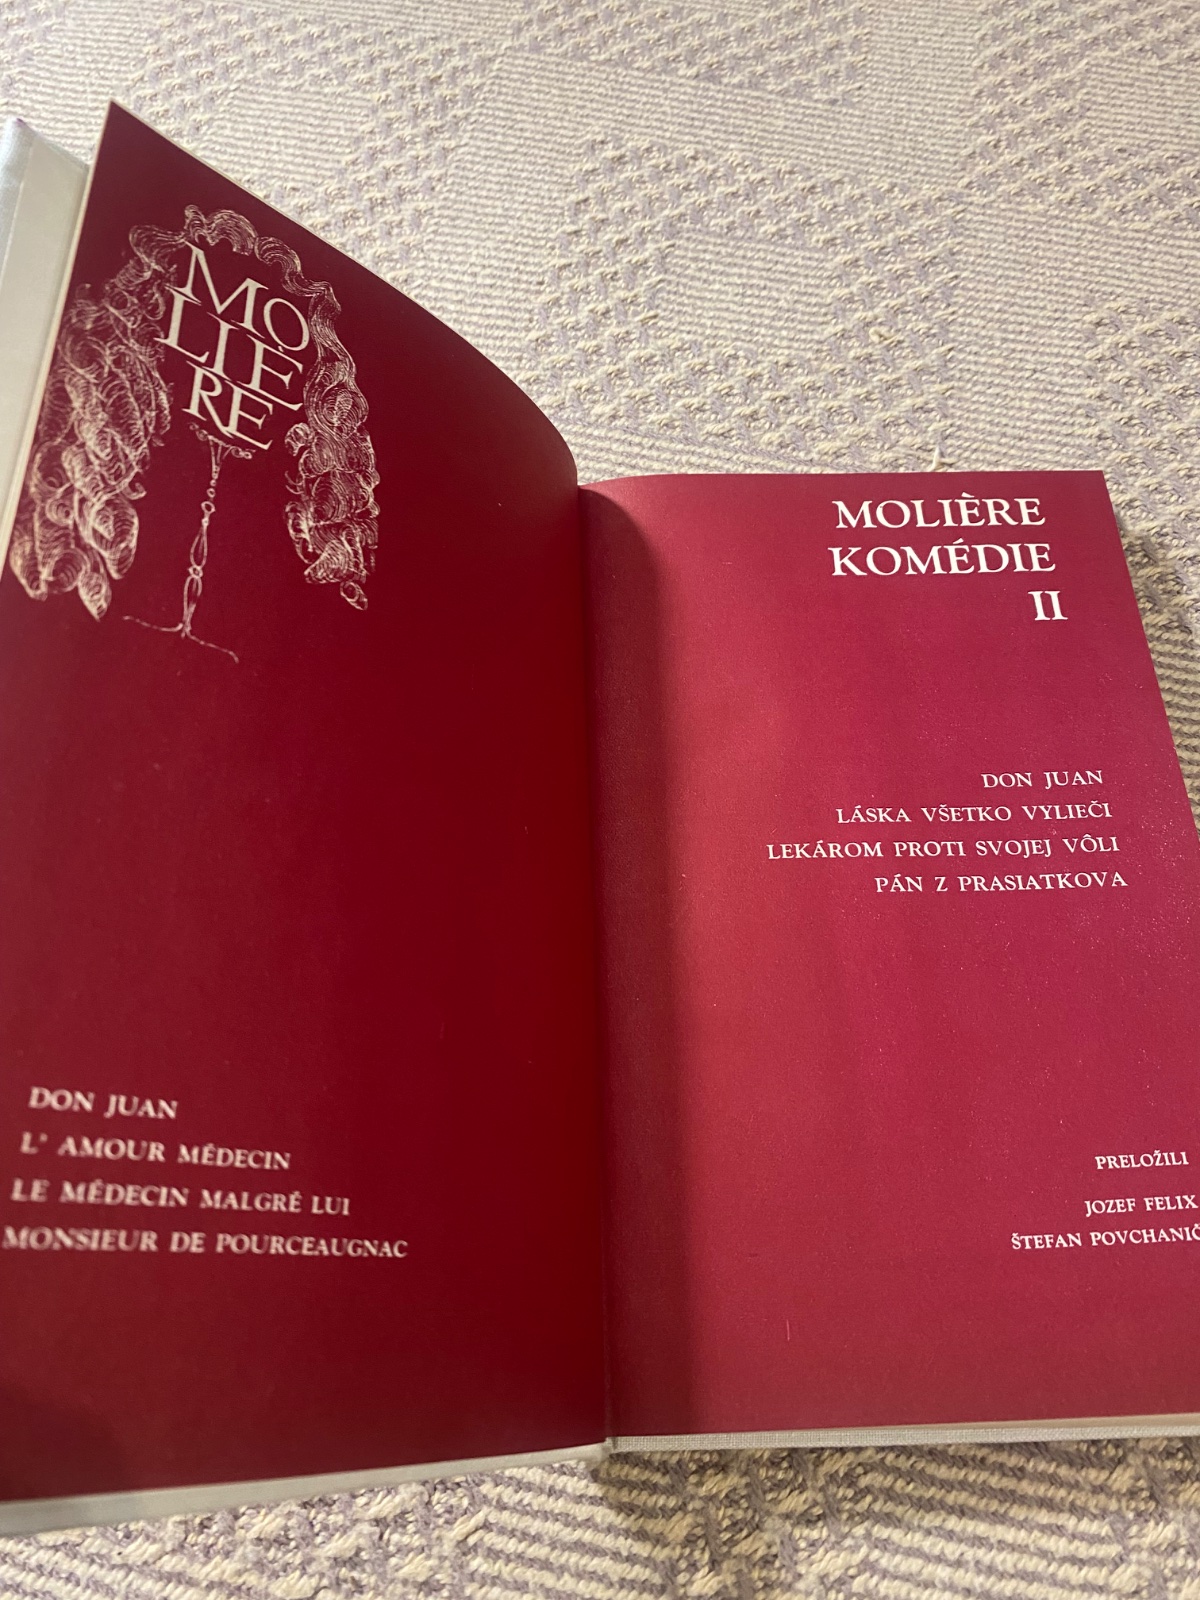 MO
LIÈ
RE
DON JUAN
L' AMOUR MÉDECIN
LE MÉDECIN MALGRÉ LUI
MONSIEUR DE POURCEAUGNAC
MOLIÈRE
KOMÉDIE
II
DON JUAN
LÁSKA VŠETKO VYLIEČI
LEKÁROM PROTI SVOJEJ VÔLI
PÁN Z PRASIATKOVA
PRELOŽILI
JOZEF FELIX
ŠTEFAN POVCHANIČ